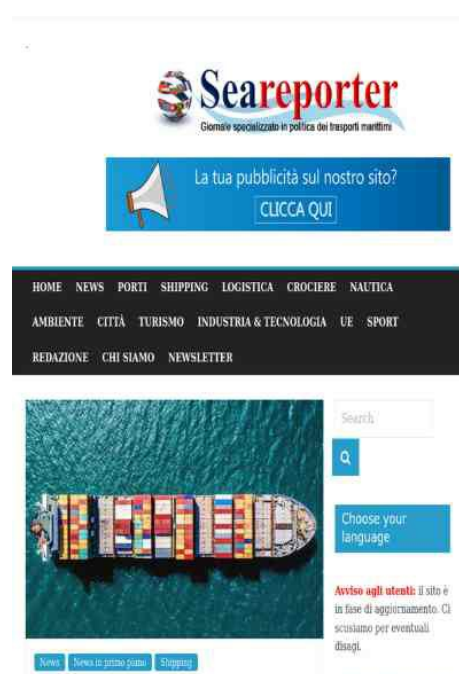 Seareporter
Giornale specializzato in politica dei trasporti marittimi
La tua pubblicità sul nostro sito?
CLICCA QUI
HOME NEWS PORTI SHIPPING LOGISTICA CROCIERE NAUTICA
AMBIENTE CITTÀ TURISMO INDUSTRIA & TECNOLOGIA UE SPORT
REDAZIONE CHI SIAMO NEWSLETTER
Search
Choose your
language
Avviso agli utenti: il sito è
in fase di aggiornamento. Ci
scusiamo per eventuali
disagi.
News News in primo piano Shipping